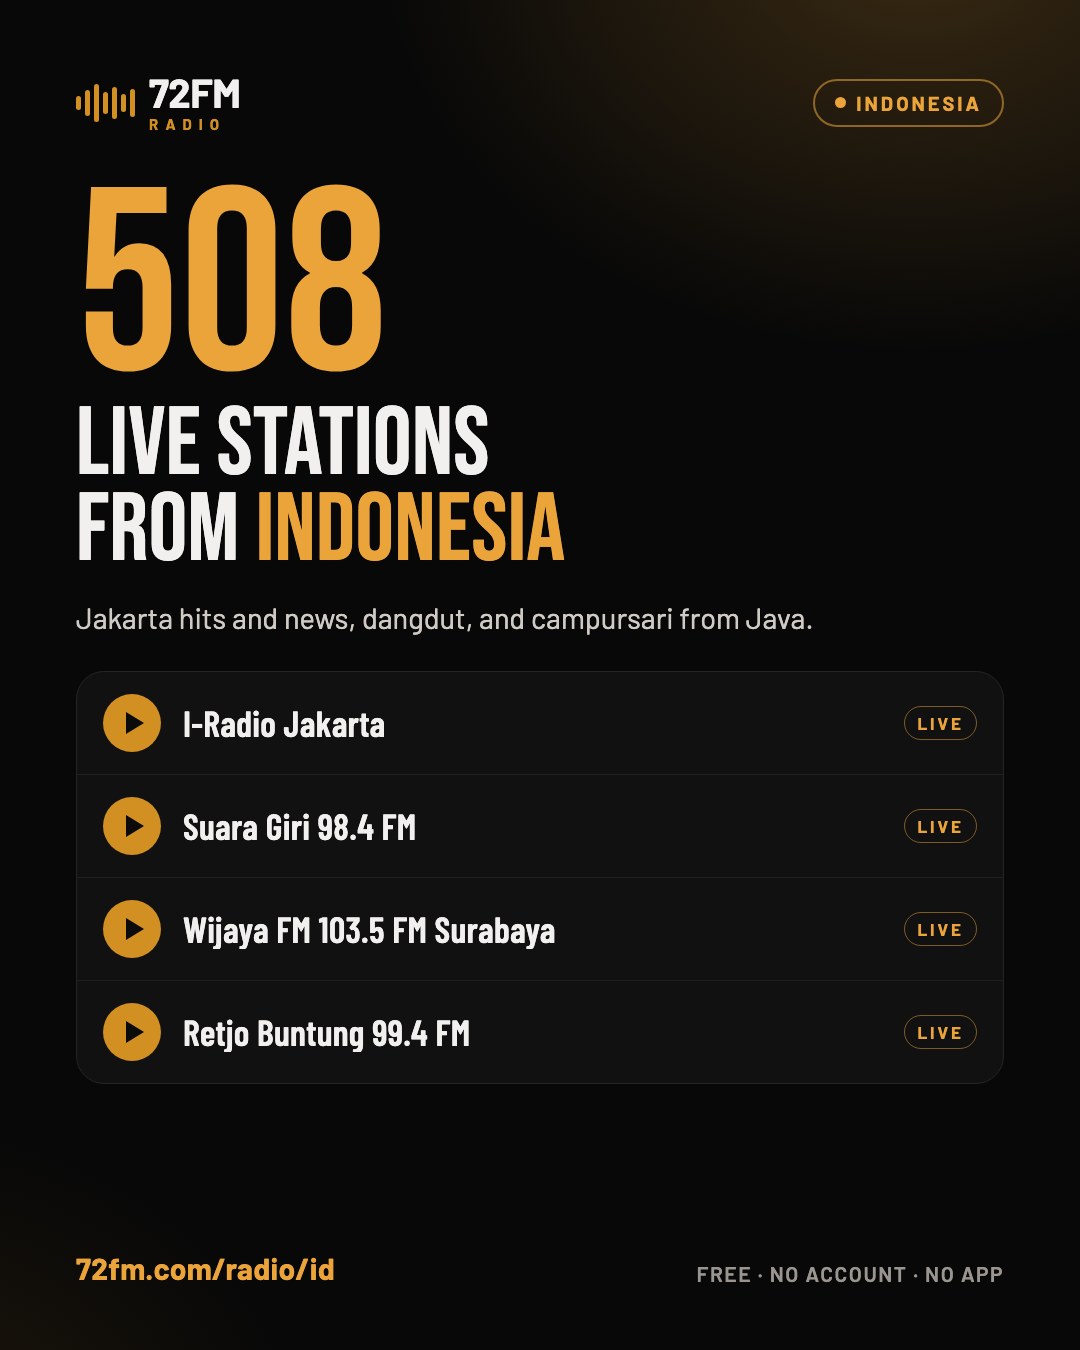 72FM
RADIO
INDONESIA
508
LIVE STATIONS
FROM INDONESIA
Jakarta hits and news, dangdut, and campursari from Java.
I-Radio Jakarta
LIVE
Suara Giri 98.4 FM
LIVE
Wijaya FM 103.5 FM Surabaya
LIVE
Retjo Buntung 99.4 FM
LIVE
72fm.com/radio/id
FREE · NO ACCOUNT · NO APP